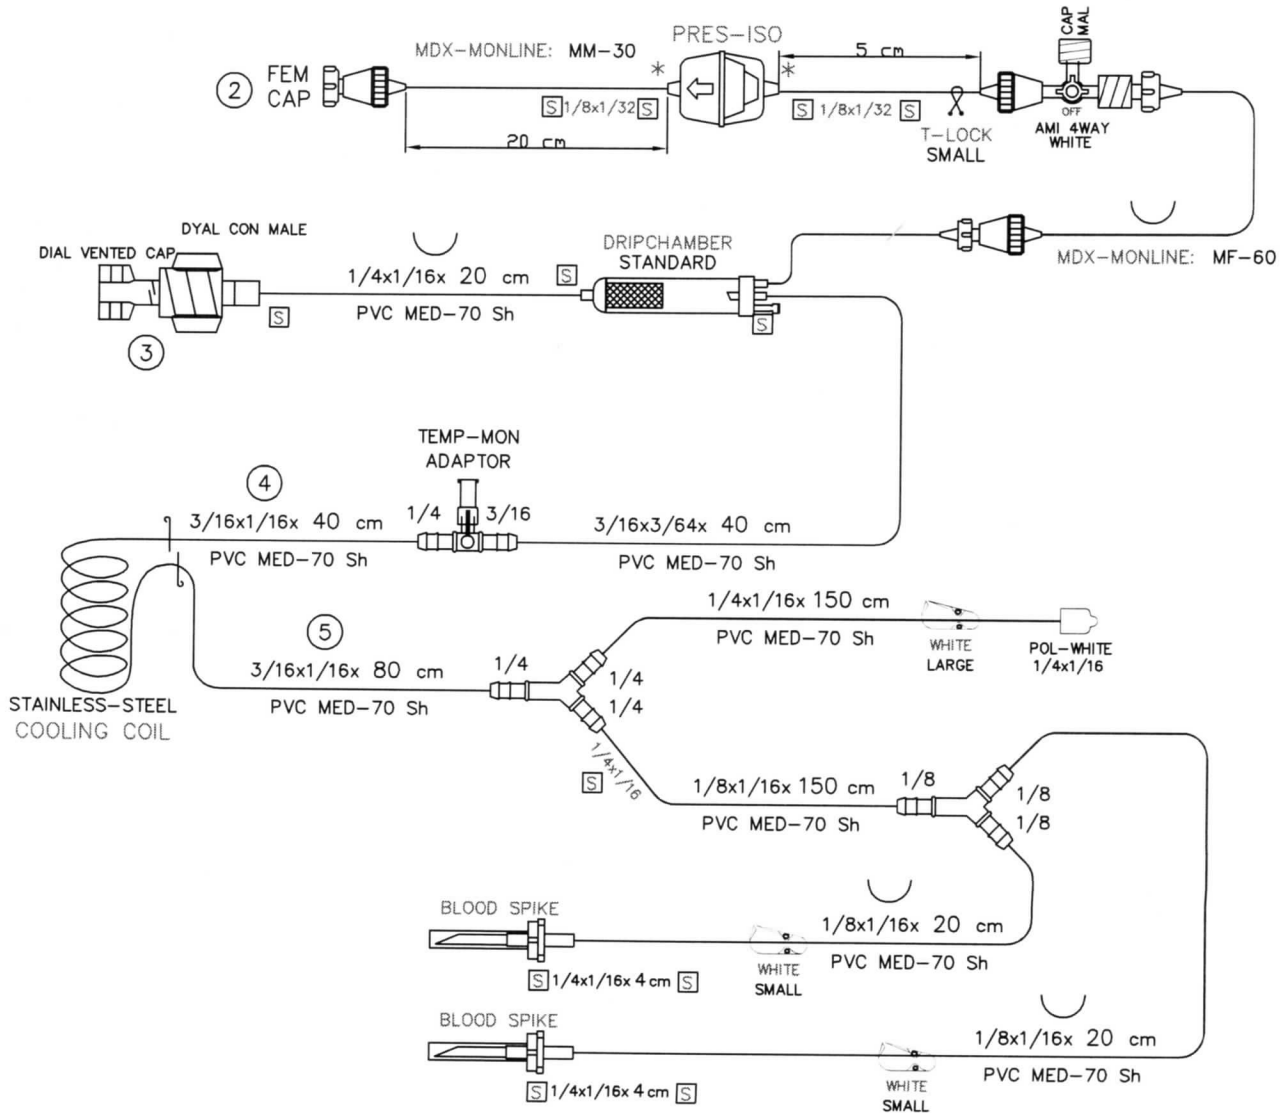 MDX-MONLINE: MM-30
PRES-ISO
5 cm
CAP
MAL
2
FEM
CAP
*
*
S 1/8x1/32 S
S 1/8x1/32 S
OFF
T-LOCK
SMALL
AMI 4WAY
WHITE
20 cm
DYAL CON MALE
DIAL VENTED CAP
1/4x1/16x 20 cm
S
DRIPCHAMBER
STANDARD
MDX-MONLINE: MF-60
S
PVC MED-70 Sh
S
3
TEMP-MON
ADAPTOR
4
3/16x1/16x 40 cm
1/4
3/16
3/16x3/64x 40 cm
PVC MED-70 Sh
PVC MED-70 Sh
1/4x1/16x 150 cm
5
PVC MED-70 Sh
WHITE
LARGE
POL-WHITE
1/4x1/16
3/16x1/16x 80 cm
1/4
1/4
1/4
PVC MED-70 Sh
STAINLESS-STEEL
COOLING COIL
1/4x1/16
S
1/8x1/16x 150 cm
1/8
1/8
1/8
PVC MED-70 Sh
BLOOD SPIKE
1/8x1/16x 20 cm
PVC MED-70 Sh
WHITE
SMALL
S 1/4x1/16x 4 cm S
BLOOD SPIKE
1/8x1/16x 20 cm
PVC MED-70 Sh
S 1/4x1/16x 4 cm S
WHITE
SMALL